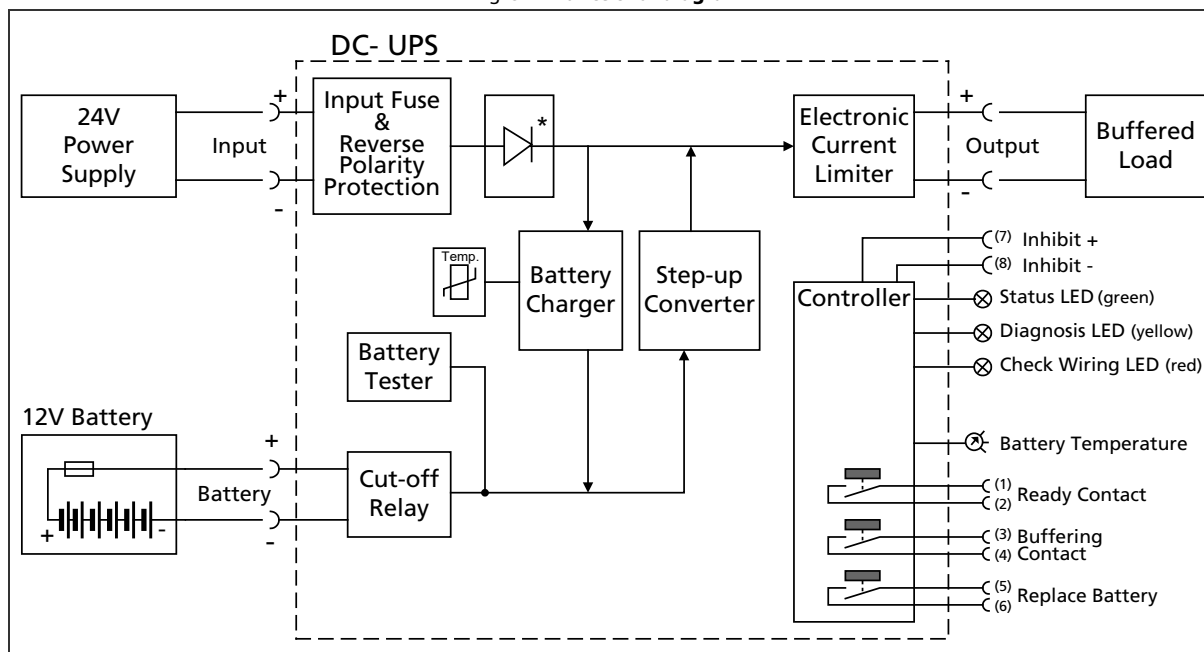 DC- UPS
24V
Power
Supply
+
Input
-
Input Fuse
&
Reverse
Polarity
Protection
*
Electronic
Current
Limiter
+
Output
-
Buffered
Load
Temp.
Battery
Charger
Step-up
Converter
Battery
Tester
12V Battery
+ -
+
Battery
-
Cut-off
Relay
Controller
(7) Inhibit +
(8) Inhibit -
Status LED (green)
Diagnosis LED (yellow)
Check Wiring LED (red)
Battery Temperature
(1)
(2)
Ready Contact
(3) Buffering
(4) Contact
(5)
(6)
Replace Battery